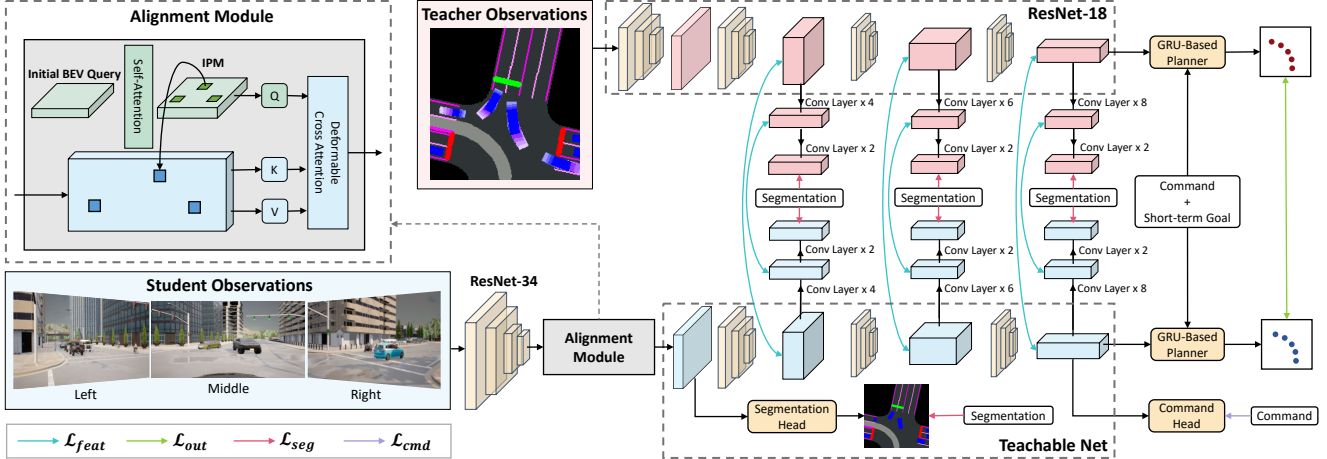 Alignment Module
Initial BEV Query
Self-Attention
IPM
Q
K
V
Deformable
Cross Attention
Teacher Observations
ResNet-18
GRU-Based
Planner
Conv Layer x 4
Conv Layer x 6
Conv Layer x 8
Conv Layer x 2
Conv Layer x 2
Conv Layer x 2
Segmentation
Segmentation
Segmentation
Command
+
Short-term Goal
Conv Layer x 2
Conv Layer x 2
Conv Layer x 2
Conv Layer x 4
Conv Layer x 6
Conv Layer x 8
Student Observations
Left
Middle
Right
ResNet-34
Alignment
Module
GRU-Based
Planner
Segmentation
Head
Segmentation
Command
Head
Command
Teachable Net
ℒfeat
ℒout
ℒseg
ℒcmd